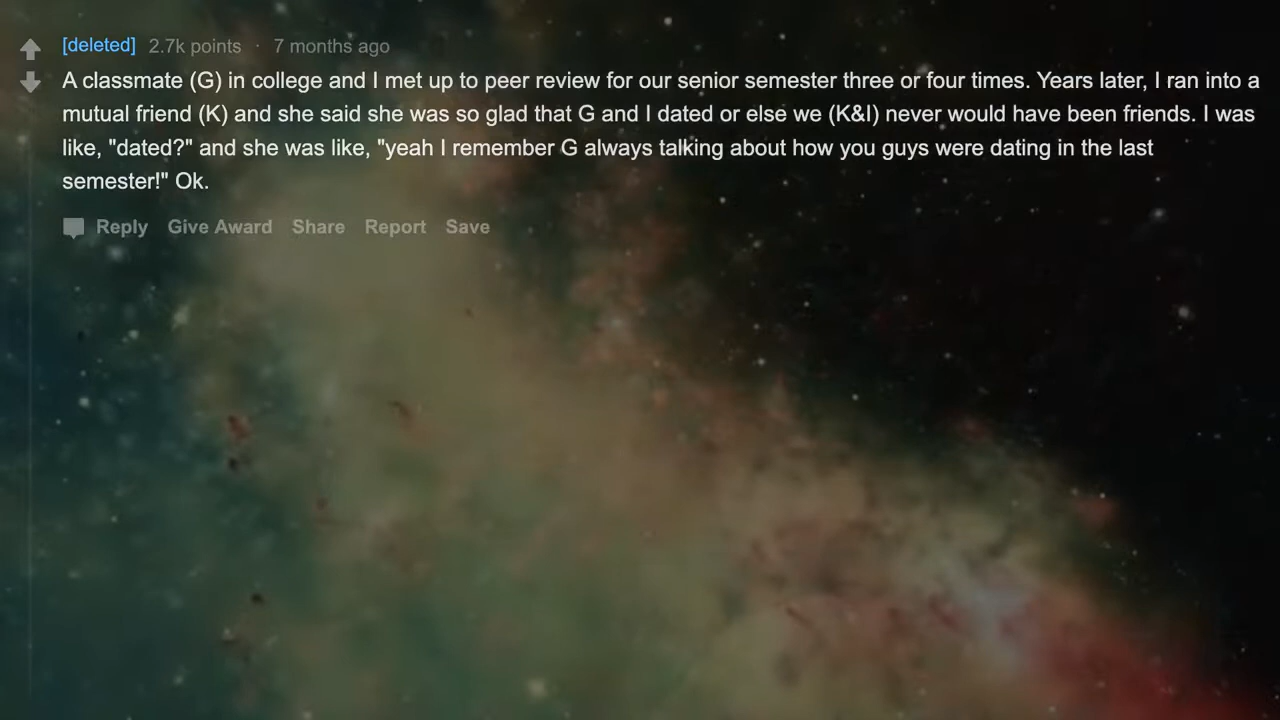 [deleted] 2.7k points · 7 months ago
A classmate (G) in college and I met up to peer review for our senior semester three or four times. Years later, I ran into a
mutual friend (K) and she said she was so glad that G and I dated or else we (K&I) never would have been friends. I was
like, "dated?" and she was like, "yeah I remember G always talking about how you guys were dating in the last
semester!" Ok.
Reply Give Award Share Report Save